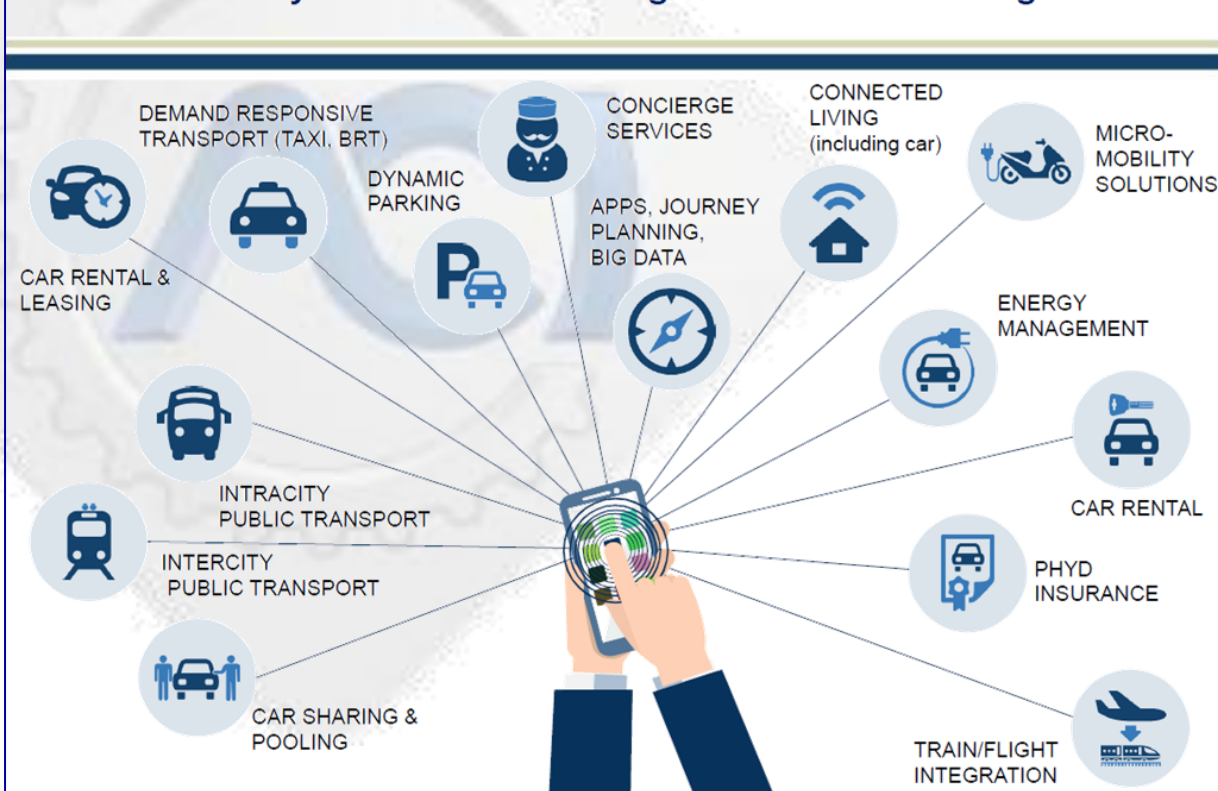 DEMAND RESPONSIVE
TRANSPORT (TAXI, BRT)
CONCIERGE
SERVICES
CONNECTED
LIVING
(including car)
MICRO-
MOBILITY
SOLUTIONS
DYNAMIC
PARKING
APPS, JOURNEY
PLANNING,
BIG DATA
P
CAR RENTAL &
LEASING
ENERGY
MANAGEMENT
INTRACITY
PUBLIC TRANSPORT
CAR RENTAL
INTERCITY
PUBLIC TRANSPORT
PHYD
INSURANCE
CAR SHARING &
POOLING
TRAIN/FLIGHT
INTEGRATION
ACI